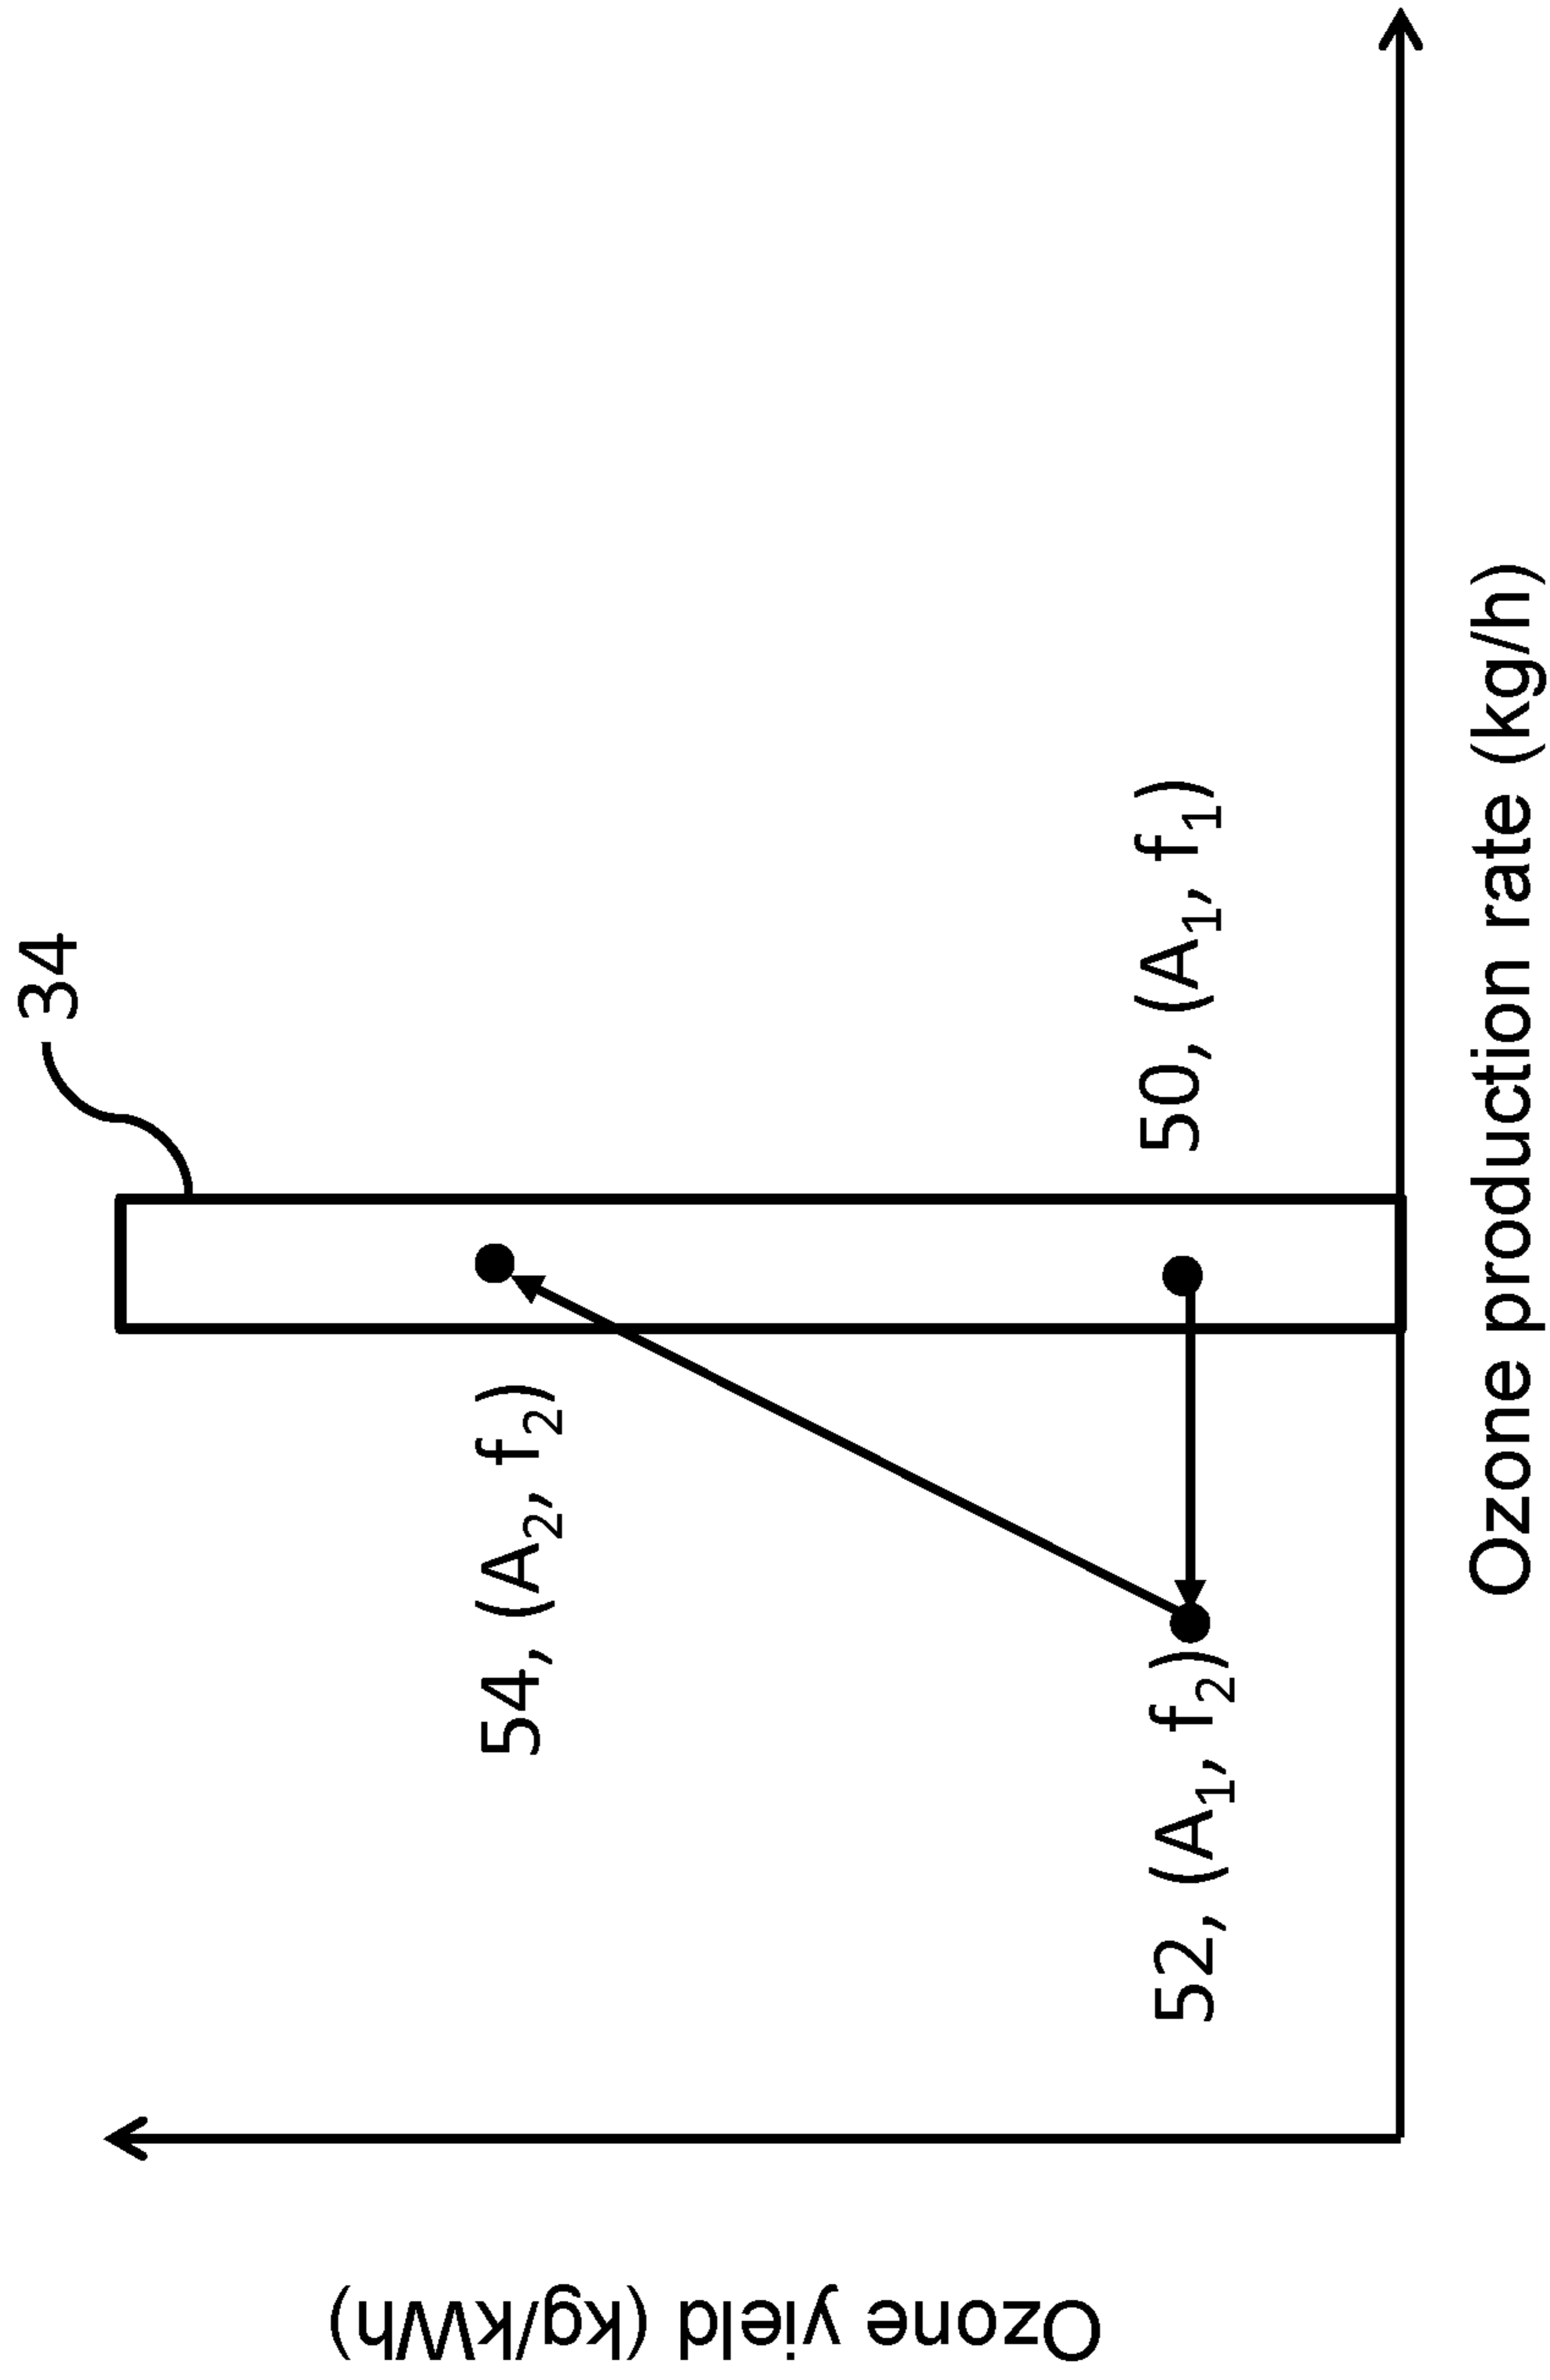 34
54, (A₂, f₂)
50, (A₁, f₁)
52, (A₁, f₂)
Ozone yield (kg/kWh)
Ozone production rate (kg/h)